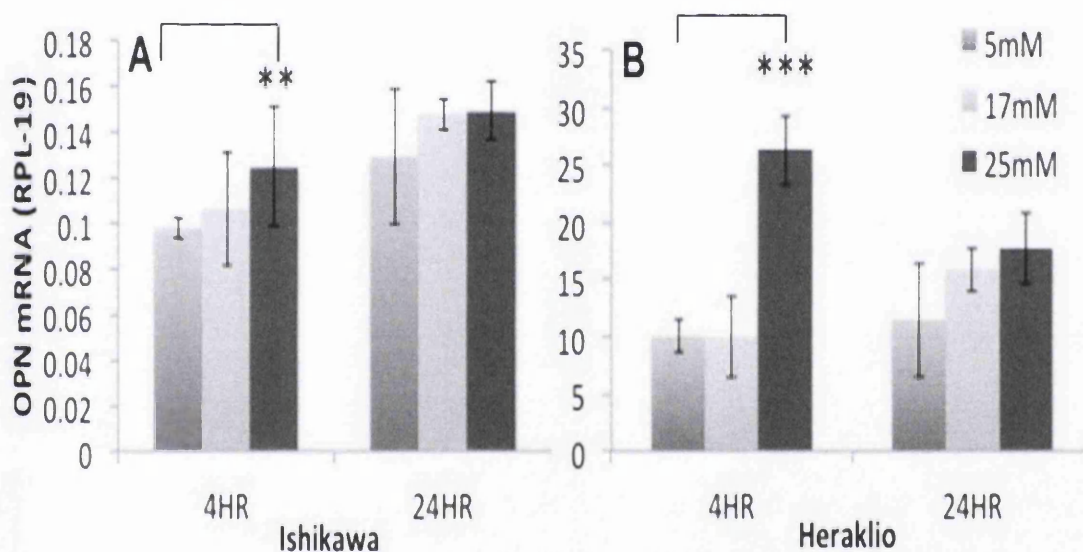 A
**
0.18
0.16
0.14
0.12
0.1
0.08
0.06
0.04
0.02
0
OPN mRNA (RPL-19)
4HR
24HR
Ishikawa
B
***
35
30
25
20
15
10
5
0
4HR
24HR
Heraklio
5mM
17mM
25mM